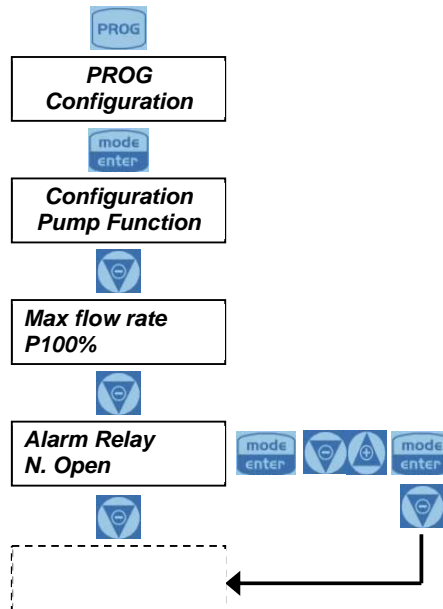 PROG
PROG
Configuration
mode
enter
Configuration
Pump Function
Max flow rate
P100%
Alarm Relay
N. Open
mode
enter
mode
enter